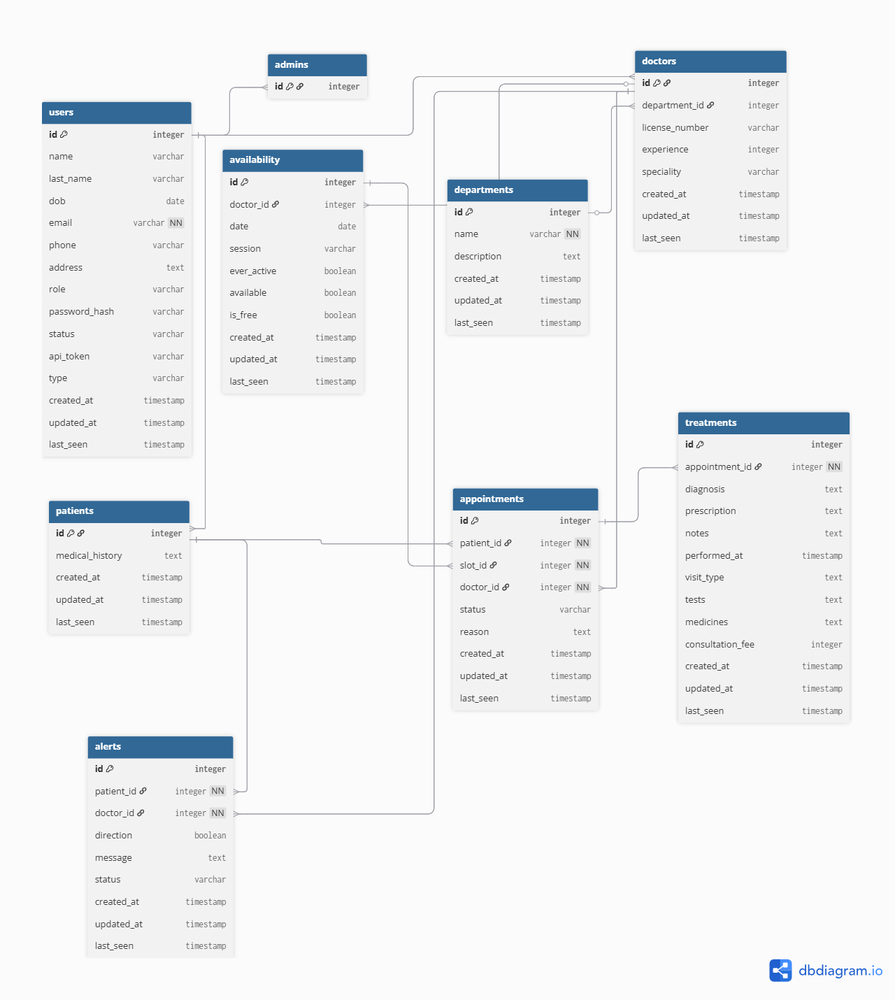 admins
id integer
doctors
id integer
department_id integer
license_number varchar
experience integer
speciality varchar
created_at timestamp
updated_at timestamp
last_seen timestamp
users
id integer
name varchar
last_name varchar
dob date
email varchar NN
phone varchar
address text
role varchar
password_hash varchar
status varchar
api_token varchar
type varchar
created_at timestamp
updated_at timestamp
last_seen timestamp
availability
id integer
doctor_id integer
date date
session varchar
ever_active boolean
available boolean
is_free boolean
created_at timestamp
updated_at timestamp
last_seen timestamp
departments
id integer
name varchar NN
description text
created_at timestamp
updated_at timestamp
last_seen timestamp
treatments
id integer
appointment_id integer NN
diagnosis text
prescription text
notes text
performed_at timestamp
visit_type text
tests text
medicines text
consultation_fee integer
created_at timestamp
updated_at timestamp
last_seen timestamp
appointments
id integer
patient_id integer NN
slot_id integer NN
doctor_id integer NN
status varchar
reason text
created_at timestamp
updated_at timestamp
last_seen timestamp
patients
id integer
medical_history text
created_at timestamp
updated_at timestamp
last_seen timestamp
alerts
id integer
patient_id integer NN
doctor_id integer NN
direction boolean
message text
status varchar
created_at timestamp
updated_at timestamp
last_seen timestamp
dbdiagram.io